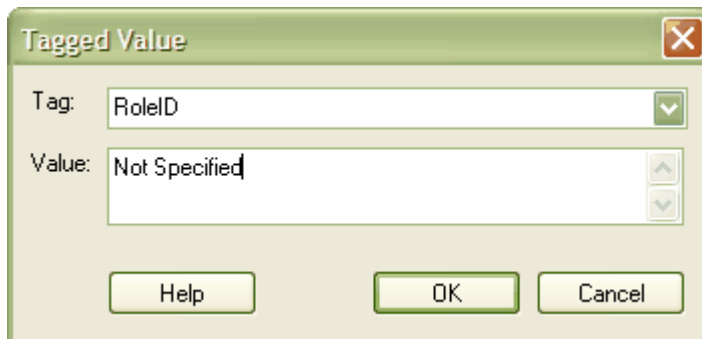 Tagged Value
Tag: RoleID
Value: Not Specified
Help OK Cancel